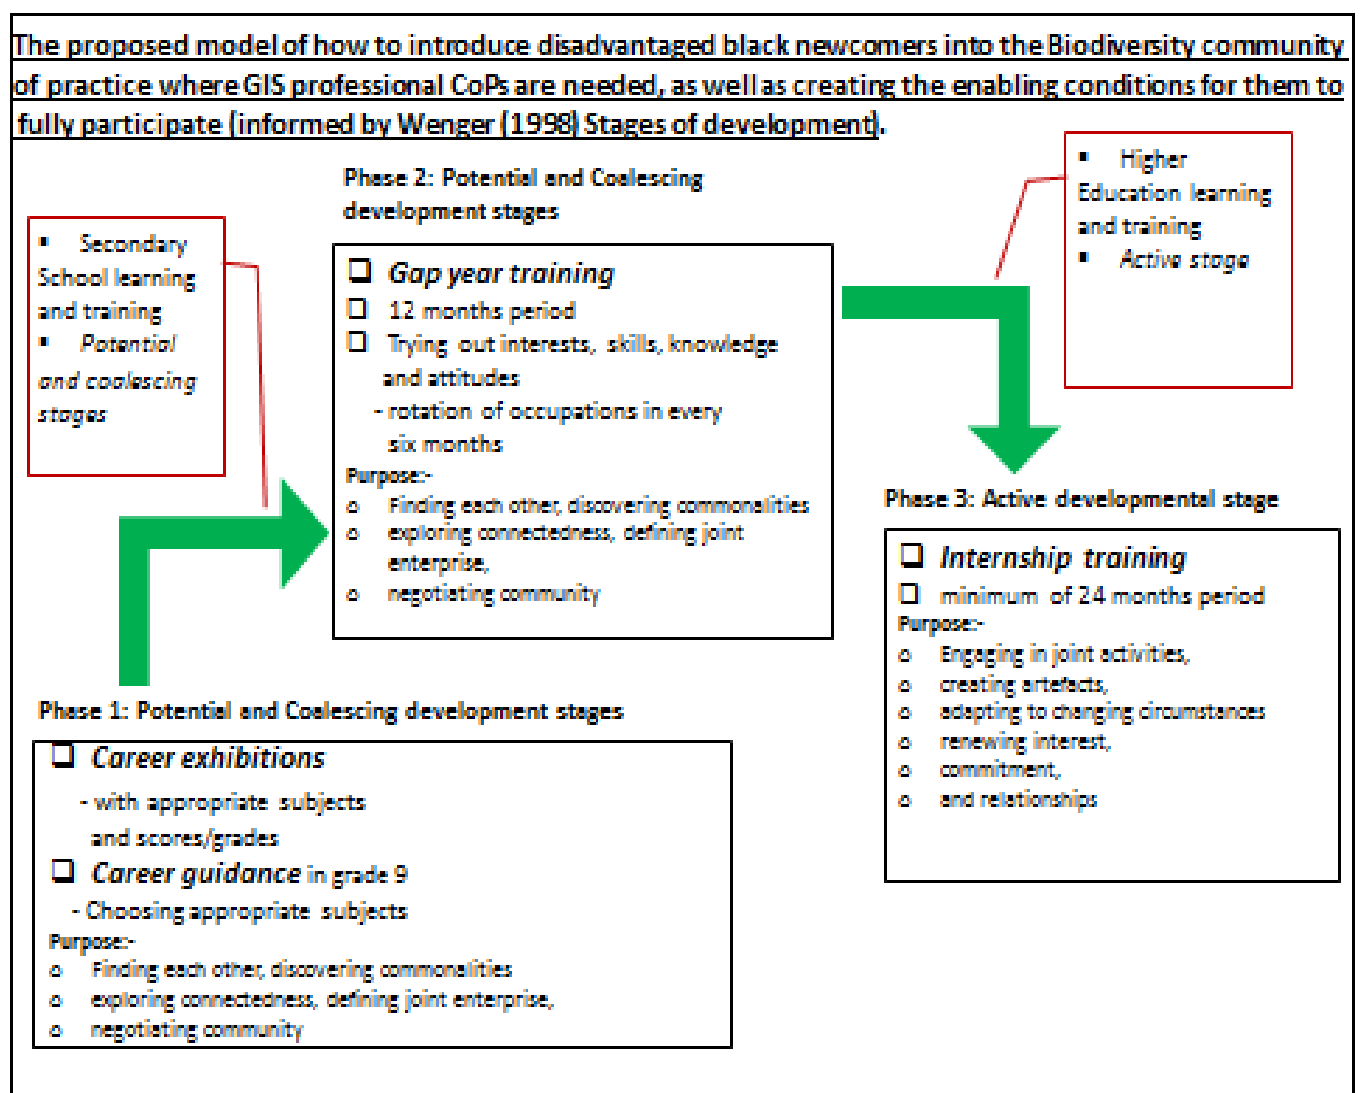 The proposed model of how to introduce disadvantaged black newcomers into the Biodiversity community
of practice where GIS professional CoPs are needed, as well as creating the enabling conditions for them to
fully participate (informed by Wenger (1998) Stages of development).
▪ Higher
Education learning
and training
▪ Active stage
Phase 2: Potential and Coalescing
development stages
▪ Secondary
School learning
and training
▪ Potential
and coalescing
stages
❑ Gap year training
❑ 12 months period
❑ Trying out interests, skills, knowledge
and attitudes
- rotation of occupations in every
six months
Purpose:-
o Finding each other, discovering commonalities
o exploring connectedness, defining joint
enterprise,
o negotiating community
Phase 3: Active developmental stage
❑ Internship training
❑ minimum of 24 months period
Purpose:-
o Engaging in joint activities,
o creating artefacts,
o adapting to changing circumstances
o renewing interest,
o commitment,
o and relationships
Phase 1: Potential and Coalescing development stages
❑ Career exhibitions
- with appropriate subjects
and scores/grades
❑ Career guidance in grade 9
- Choosing appropriate subjects
Purpose:-
o Finding each other, discovering commonalities
o exploring connectedness, defining joint enterprise,
o negotiating community